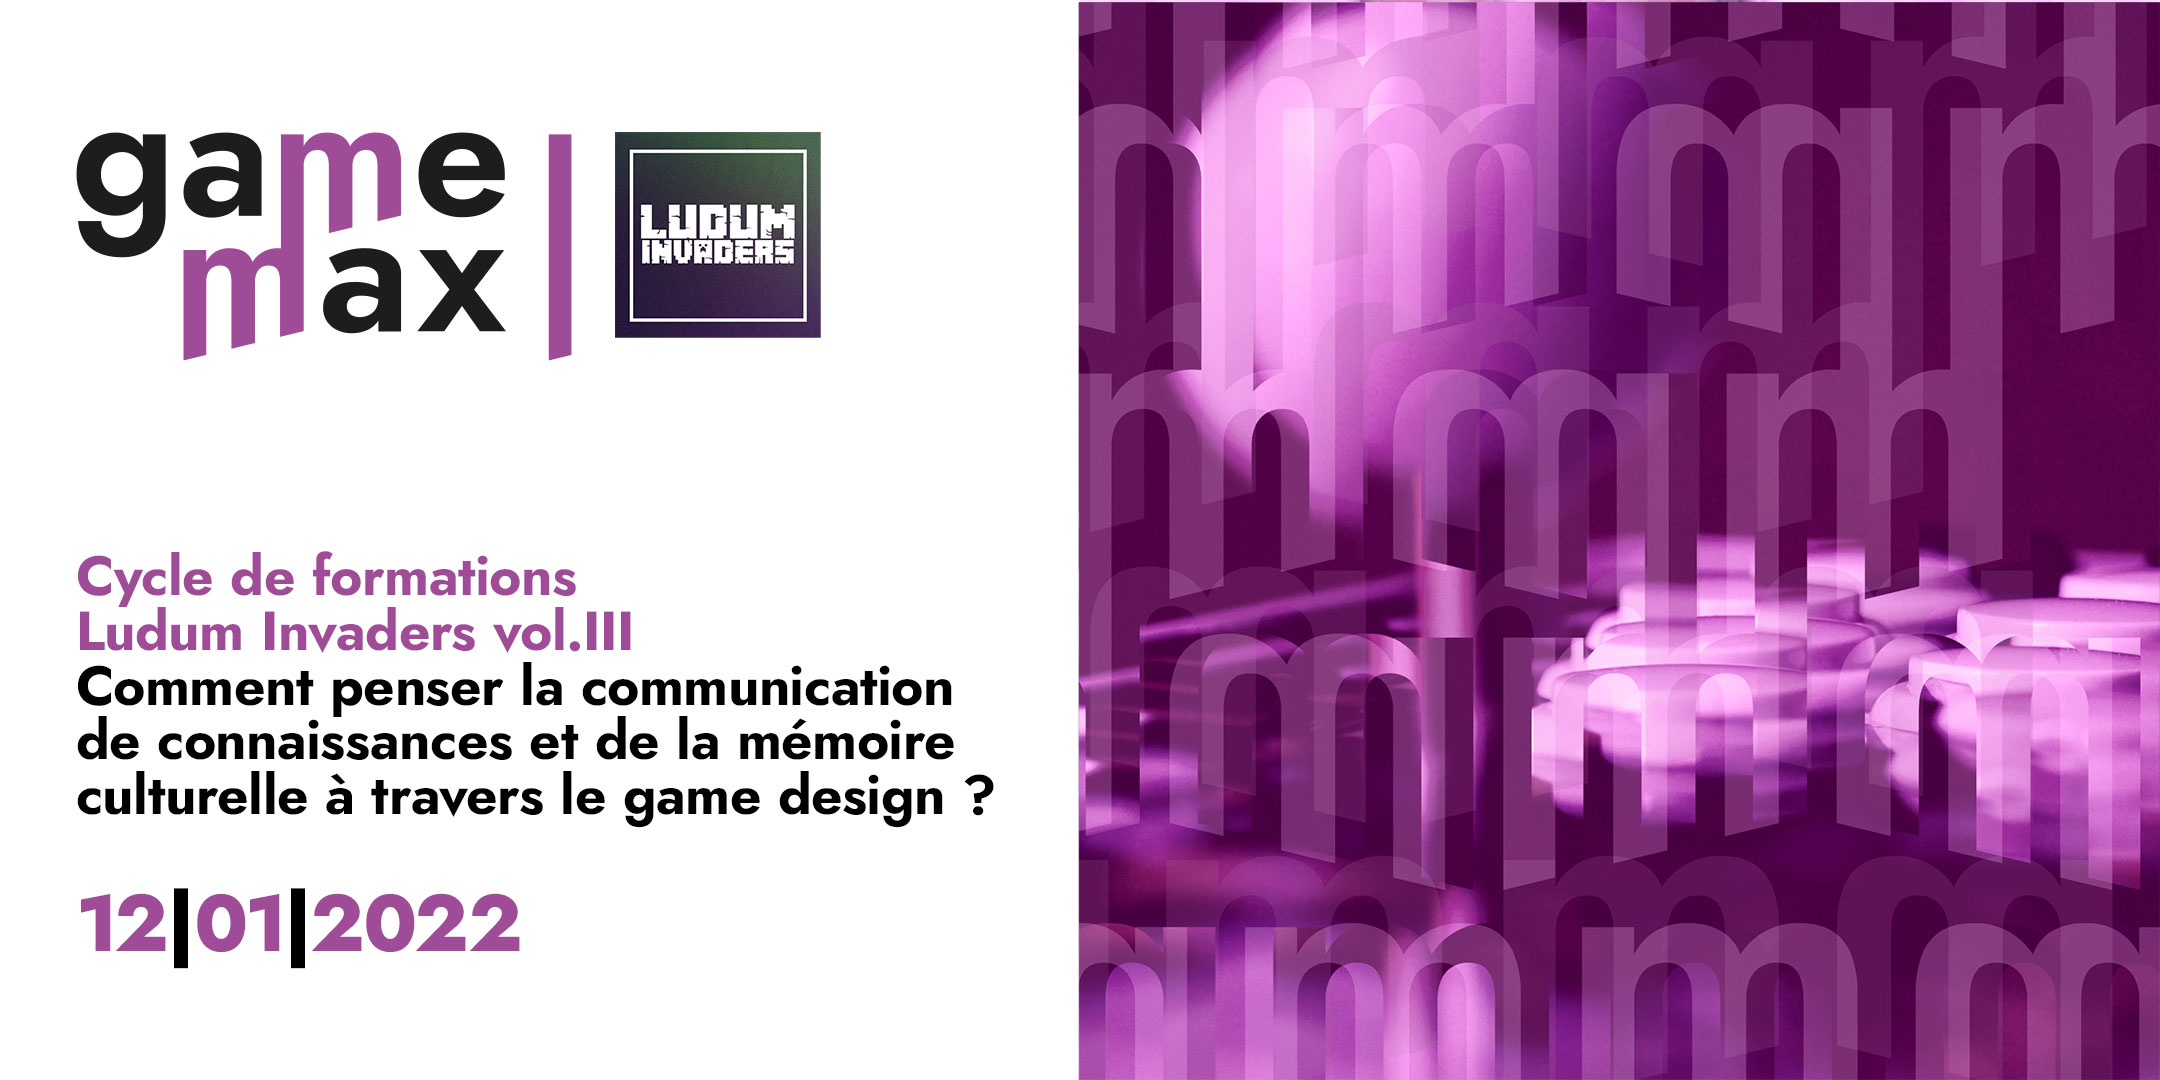 game
max
LUDUM
INVADERS
Cycle de formations
Ludum Invaders vol.III
Comment penser la communication
de connaissances et de la mémoire
culturelle à travers le game design ?
12|01|2022